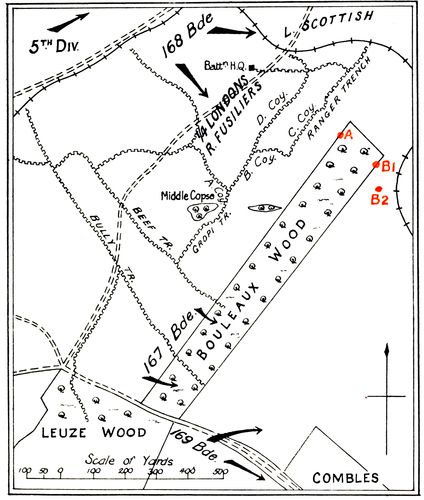 5TH DIV.
168 Bde
L. SCOTTISH
Battn H.Q.
1/4 LONDONS
R. FUSILIERS
D. Coy.
C. Coy.
RANGER TRENCH
B. Coy.
A Coy
GROPI TR.
Middle Copse
A
B1
B2
BEEF TR.
BULLY TR.
BOULEAUX WOOD
167 Bde.
169 Bde
LEUZE WOOD
Scale of Yards
100 50 0 100 200 300 400 500
COMBLES